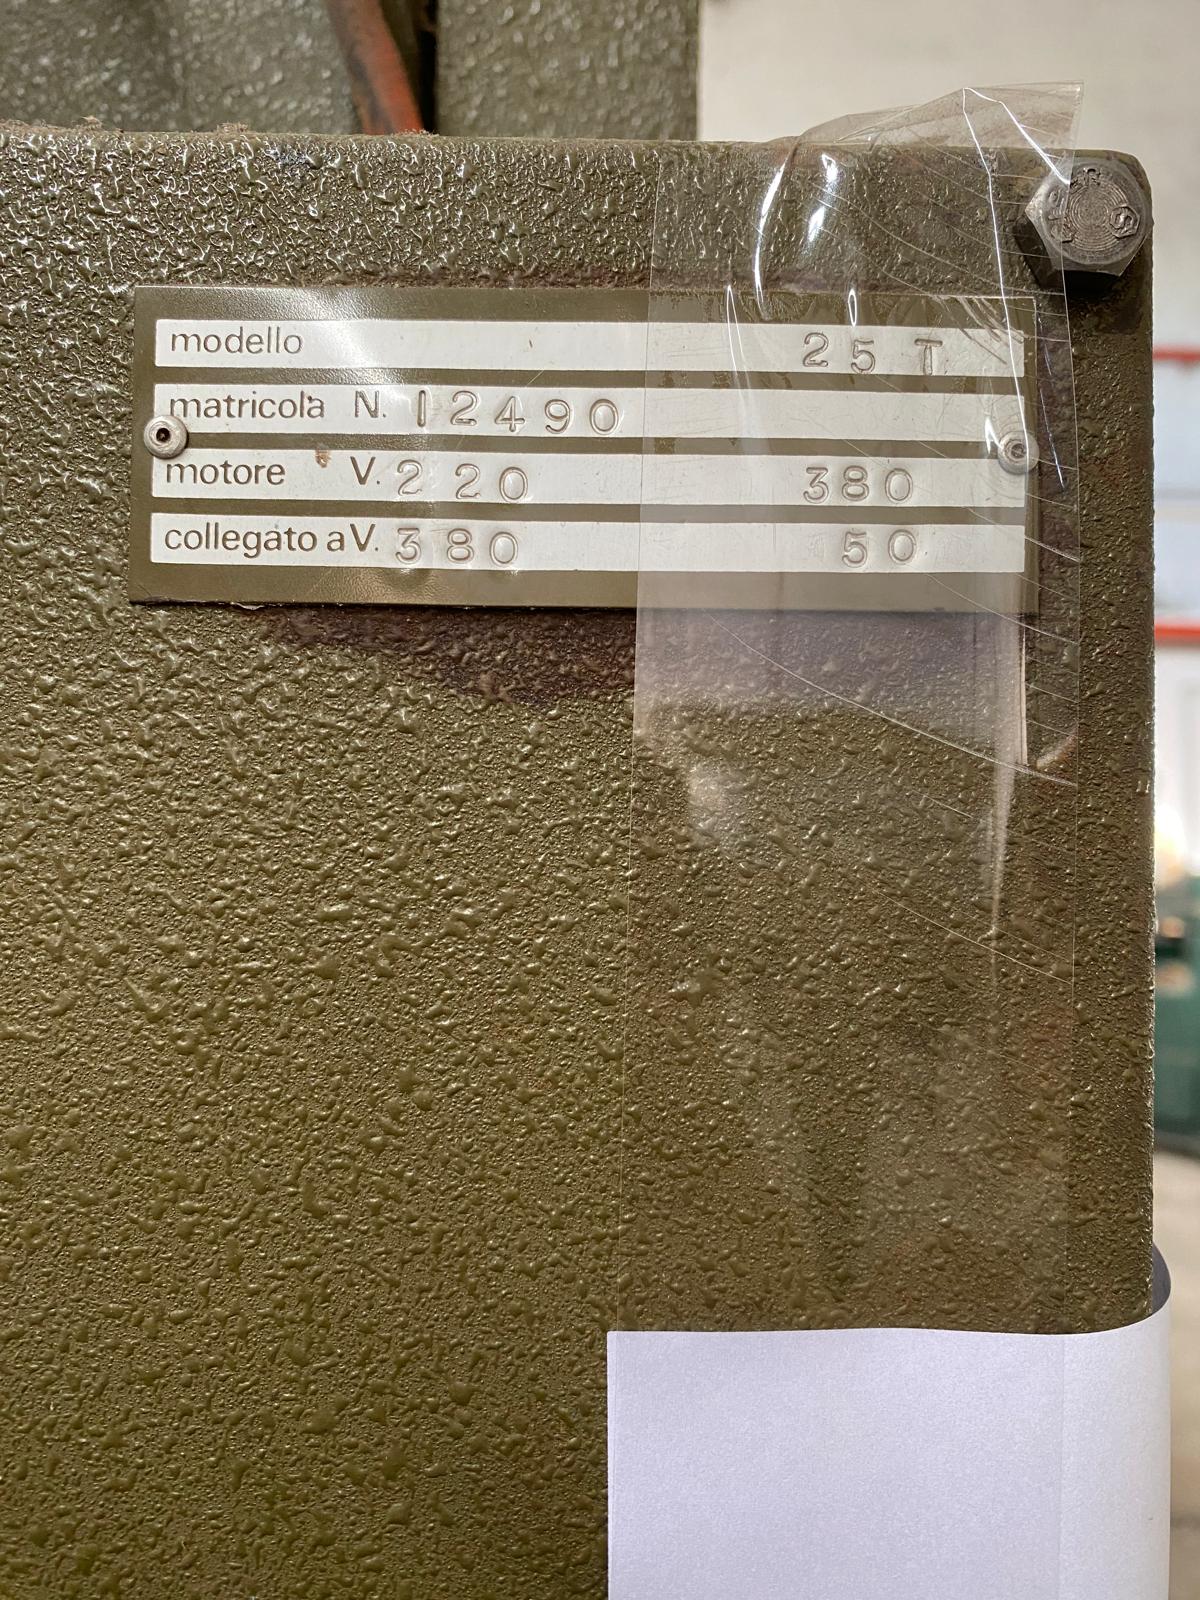 modello 25 T
matricola N. 12490
motore V. 220 380
collegato a V. 380 50